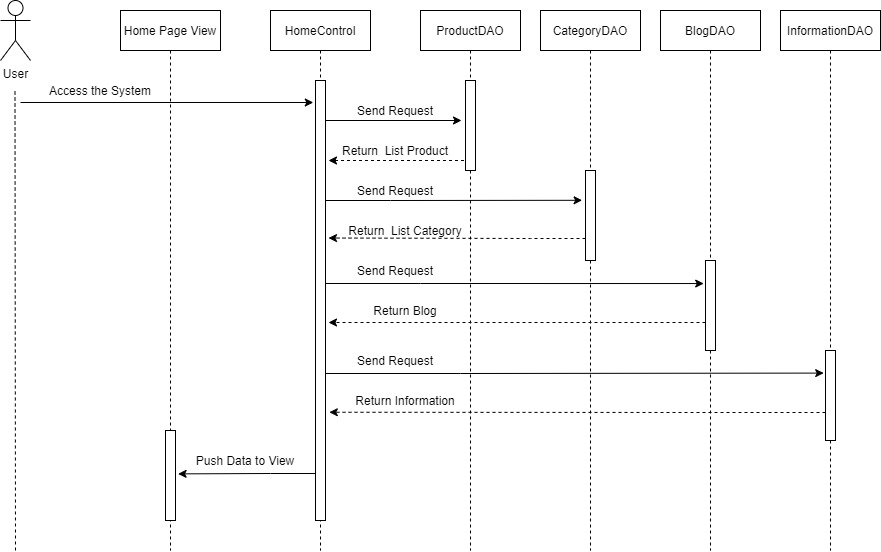 Home Page View
HomeControl
ProductDAO
CategoryDAO
BlogDAO
InformationDAO
User
Access the System
Send Request
Return List Product
Send Request
Return List Category
Send Request
Return Blog
Send Request
Return Information
Push Data to View